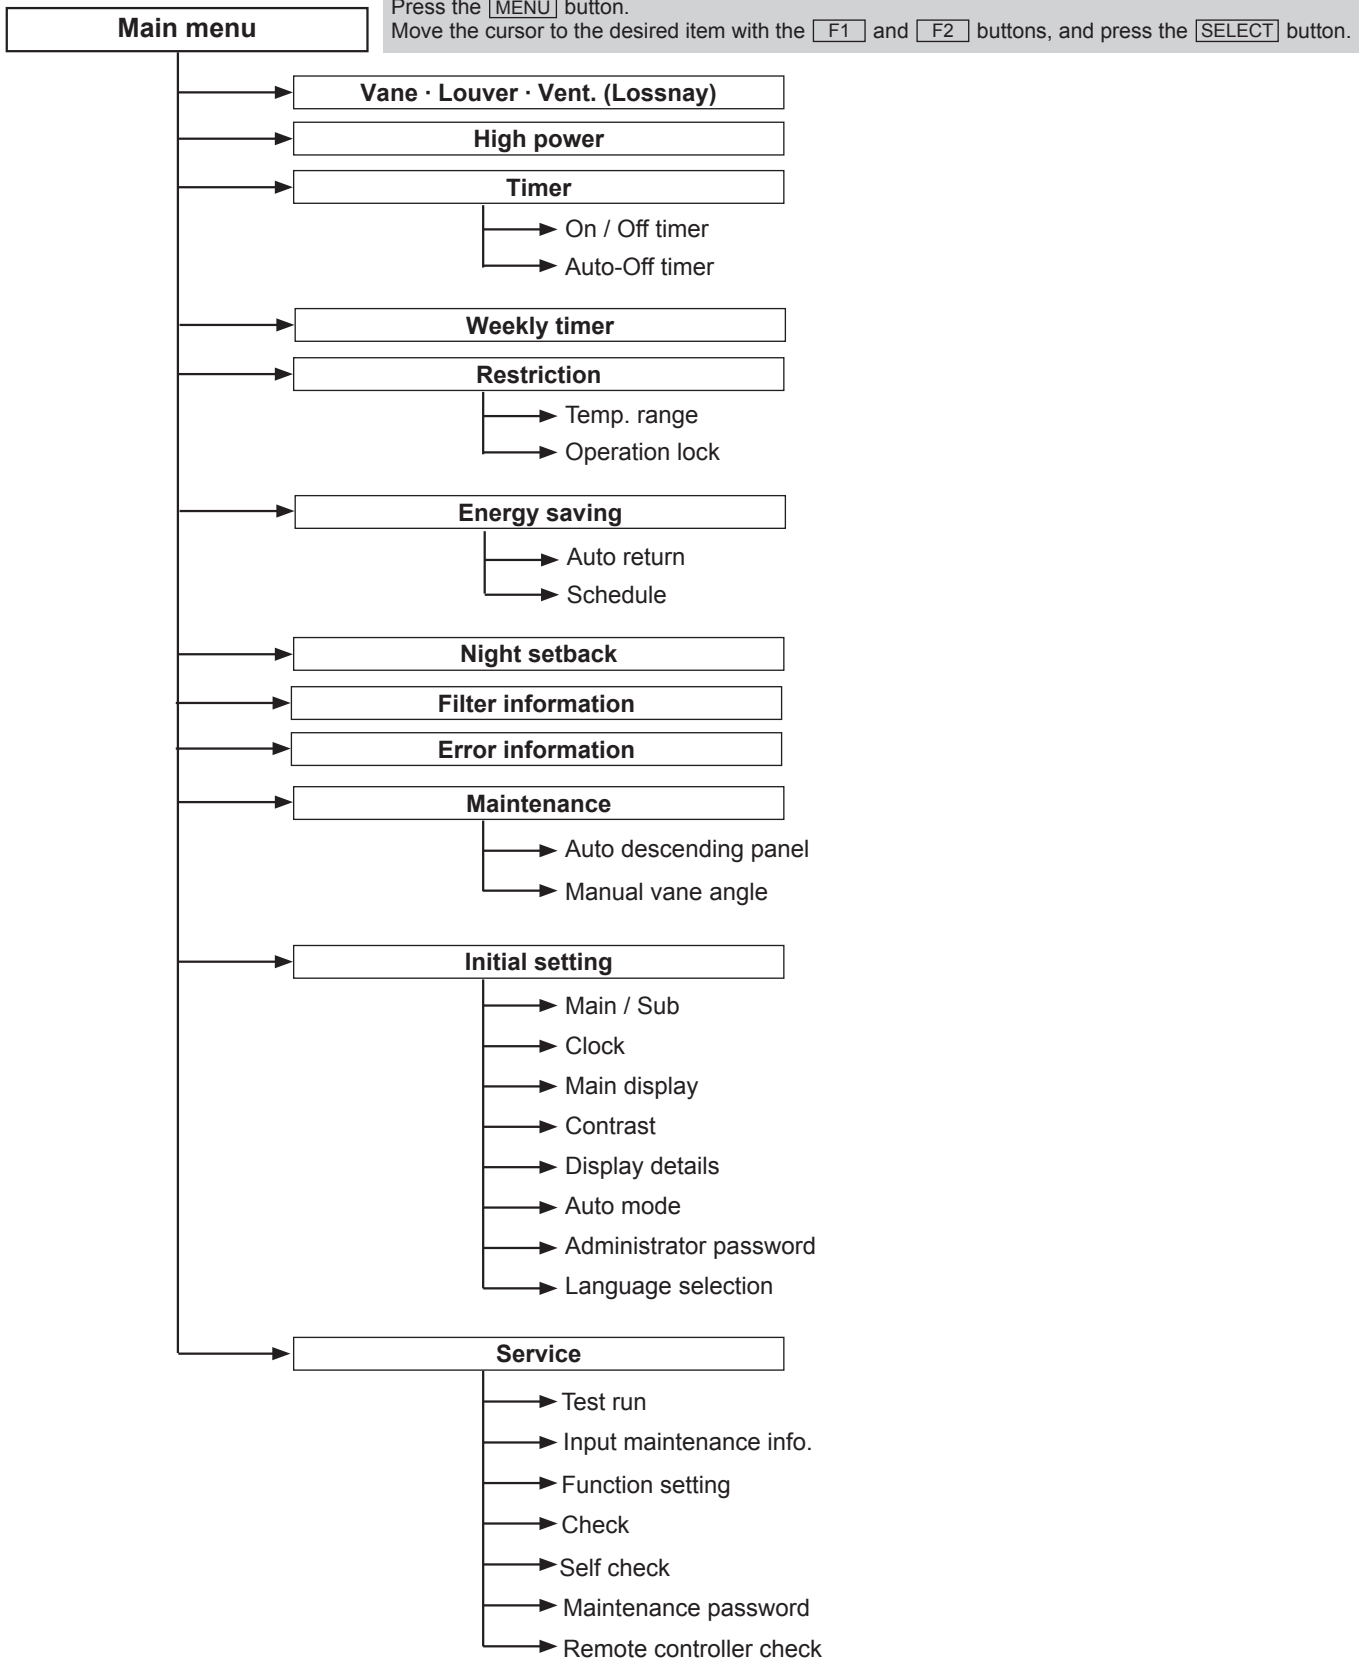 Press the MENU button.
Main menu
Move the cursor to the desired item with the F1 and F2 buttons, and press the SELECT button.
Vane · Louver · Vent. (Lossnay)
High power
Timer
On / Off timer
Auto-Off timer
Weekly timer
Restriction
Temp. range
Operation lock
Energy saving
Auto return
Schedule
Night setback
Filter information
Error information
Maintenance
Auto descending panel
Manual vane angle
Initial setting
Main / Sub
Clock
Main display
Contrast
Display details
Auto mode
Administrator password
Language selection
Service
Test run
Input maintenance info.
Function setting
Check
Self check
Maintenance password
Remote controller check